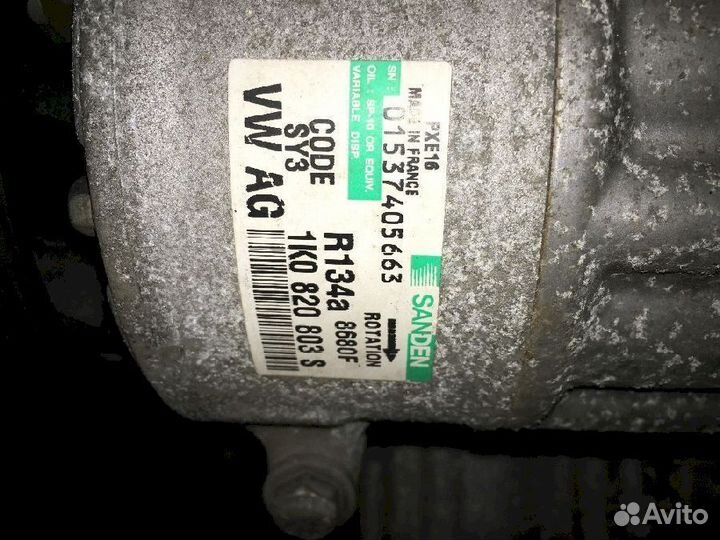 PXE16
MADE IN FRANCE
SANDEN
SN :
01537405663
OIL : SP-10 OR EQUIV.
VARIABLE DISP.
ROTATION
CODE
SY3
R134a 8680F
VW AG
1K0 820 803 S
Avito